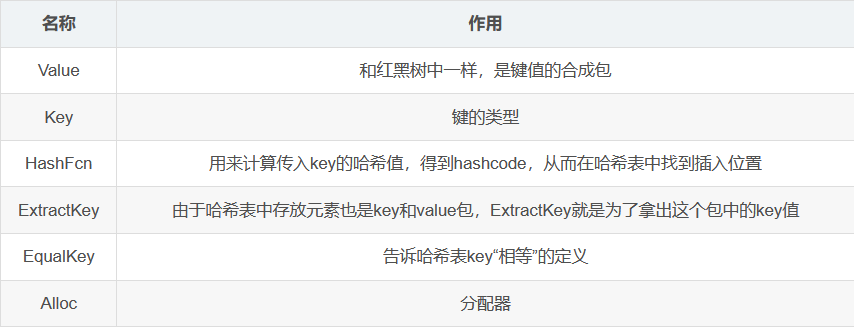 名称 作用
Value 和红黑树中一样，是键值的合成包
Key 键的类型
HashFcn 用来计算传入key的哈希值，得到hashcode，从而在哈希表中找到插入位置
ExtractKey 由于哈希表中存放元素也是key和value包，ExtractKey就是为了拿出这个包中的key值
EqualKey 告诉哈希表key“相等”的定义
Alloc 分配器